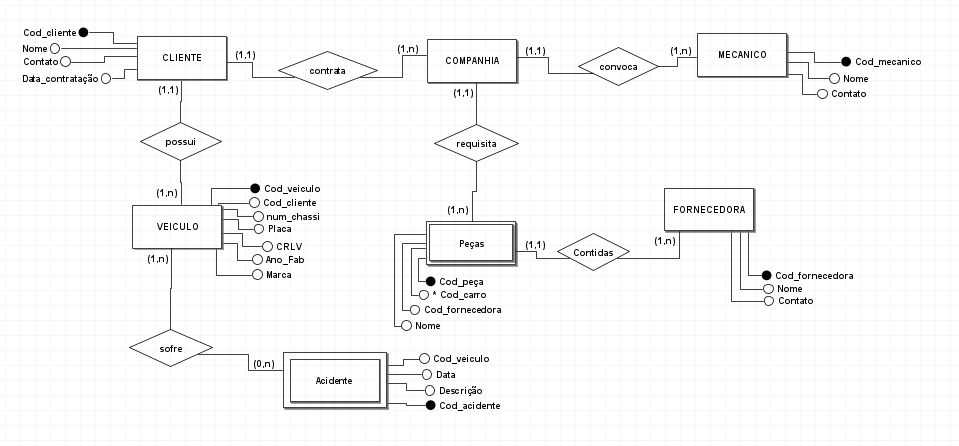 Cod_cliente
Nome
Contato
Data_contratação
CLIENTE
(1,1)
(1,1)
contrata
(1,n)
COMPANHIA
(1,1)
(1,1)
convoca
(1,n)
MECANICO
Cod_mecanico
Nome
Contato
possui
(1,n)
requisita
(1,n)
VEICULO
(1,n)
Cod_veiculo
Cod_cliente
num_chassi
Placa
CRLV
Ano_Fab
Marca
Peças
(1,1)
Contidas
(1,n)
FORNECEDORA
Cod_fornecedora
Nome
Contato
Cod_peça
* Cod_carro
Cod_fornecedora
Nome
sofre
(0,n)
Acidente
Cod_veiculo
Data
Descrição
Cod_acidente